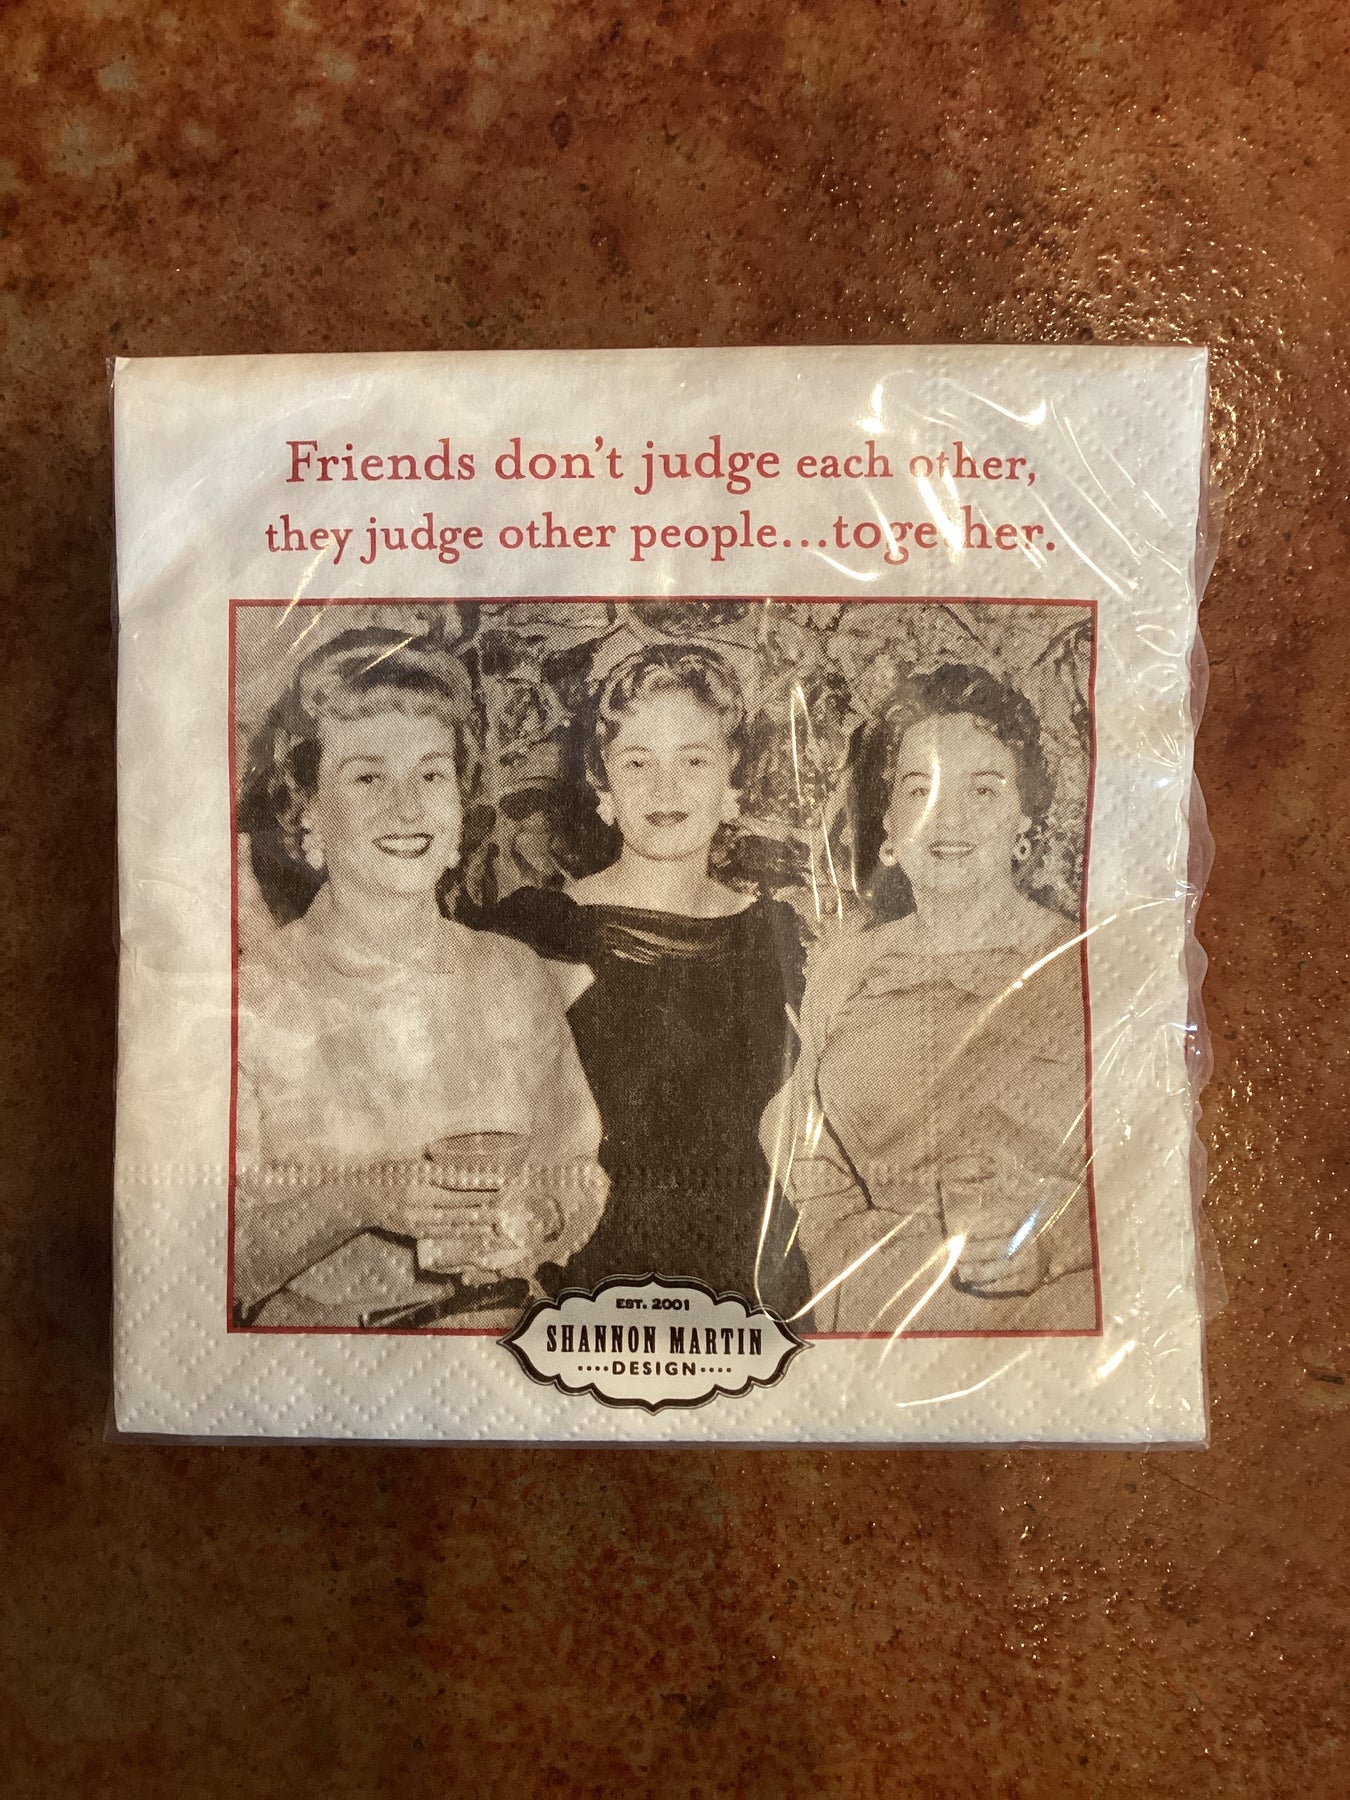 Friends don't judge each other,
they judge other people...together.
EST. 2001
SHANNON MARTIN
····DESIGN····